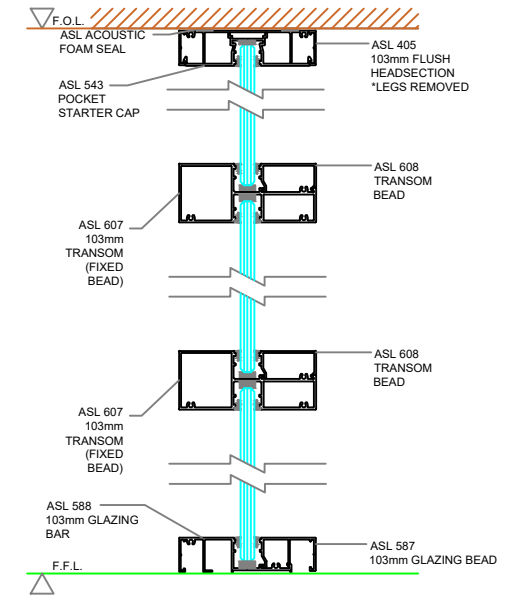 F.O.L.
ASL ACOUSTIC
FOAM SEAL
ASL 405
103mm FLUSH
HEADSECTION
*LEGS REMOVED
ASL 543
POCKET
STARTER CAP
ASL 608
TRANSOM
BEAD
ASL 607
103mm
TRANSOM
(FIXED
BEAD)
ASL 608
TRANSOM
BEAD
ASL 607
103mm
TRANSOM
(FIXED
BEAD)
ASL 588
103mm GLAZING
BAR
ASL 587
103mm GLAZING BEAD
F.F.L.